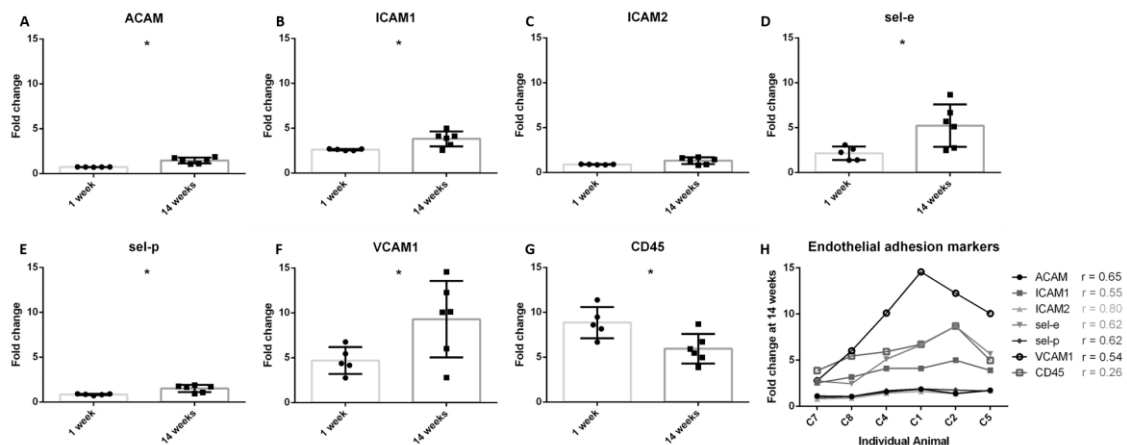 A
ACAM
*
Fold change
15
10
5
0
1 week
14 weeks
B
ICAM1
*
Fold change
15
10
5
0
1 week
14 weeks
C
ICAM2
Fold change
15
10
5
0
1 week
14 weeks
D
sel-e
*
Fold change
15
10
5
0
1 week
14 weeks
E
sel-p
*
Fold change
15
10
5
0
1 week
14 weeks
F
VCAM1
*
Fold change
15
10
5
0
1 week
14 weeks
G
CD45
*
Fold change
15
10
5
0
1 week
14 weeks
H
Endothelial adhesion markers
Fold change at 14 weeks
15
10
5
0
C7
C8
C4
C1
C2
C5
Individual Animal
ACAM r = 0.65
ICAM1 r = 0.55
ICAM2 r = 0.80
sel-e r = 0.62
sel-p r = 0.62
VCAM1 r = 0.54
CD45 r = 0.26